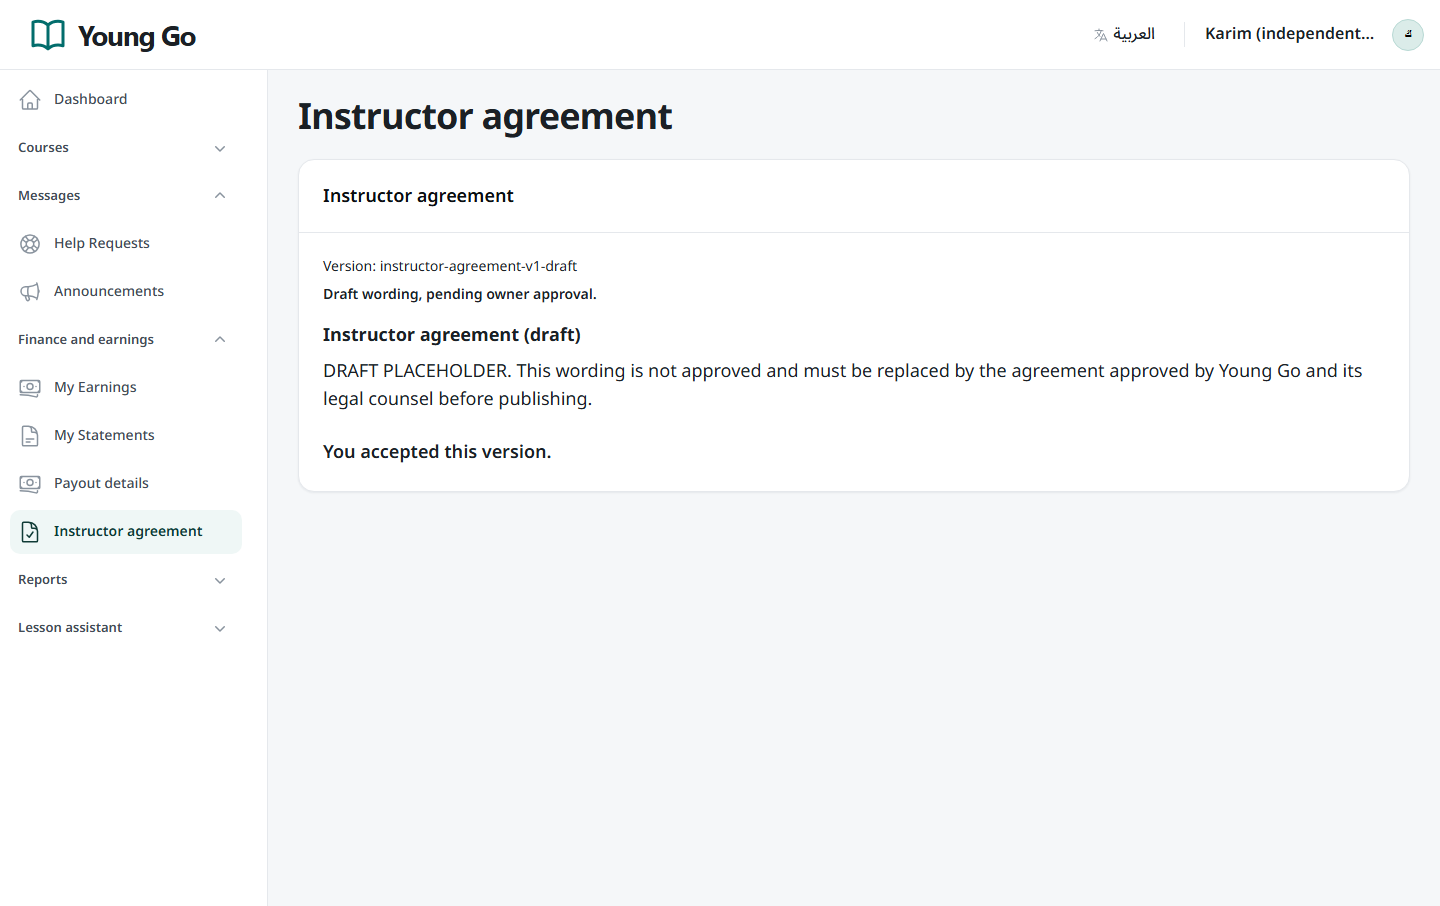 Young Go
العربية
Karim (independent...
Dashboard
Courses
Messages
Help Requests
Announcements
Finance and earnings
My Earnings
My Statements
Payout details
Instructor agreement
Reports
Lesson assistant
Instructor agreement
Instructor agreement
Version: instructor-agreement-v1-draft
Draft wording, pending owner approval.
Instructor agreement (draft)
DRAFT PLACEHOLDER. This wording is not approved and must be replaced by the agreement approved by Young Go and its
legal counsel before publishing.
You accepted this version.